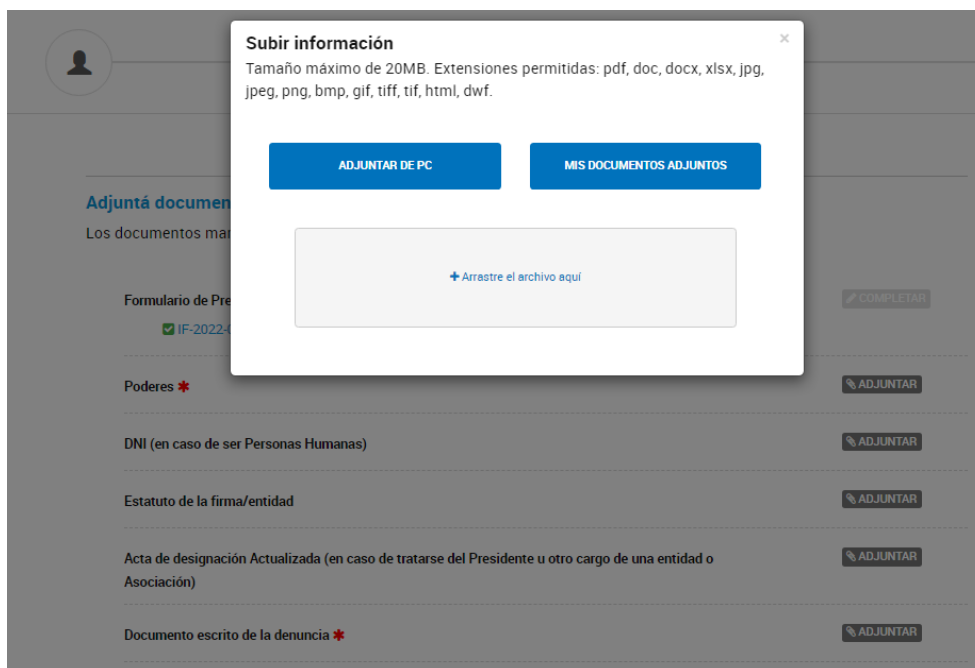 Subir información
Tamaño máximo de 20MB. Extensiones permitidas: pdf, doc, docx, xlsx, jpg,
jpeg, png, bmp, gif, tiff, tif, html, dwf.
ADJUNTAR DE PC
MIS DOCUMENTOS ADJUNTOS
Arrastre el archivo aquí
Adjuntá
Los documentos
Formulario de
COMPLETAR
IF-2022-
Poderes *
ADJUNTAR
DNI (en caso de ser Personas Humanas)
ADJUNTAR
Estatuto de la firma/entidad
ADJUNTAR
Acta de designación Actualizada (en caso de tratarse del Presidente u otro cargo de una entidad o
Asociación)
ADJUNTAR
Documento escrito de la denuncia *
ADJUNTAR